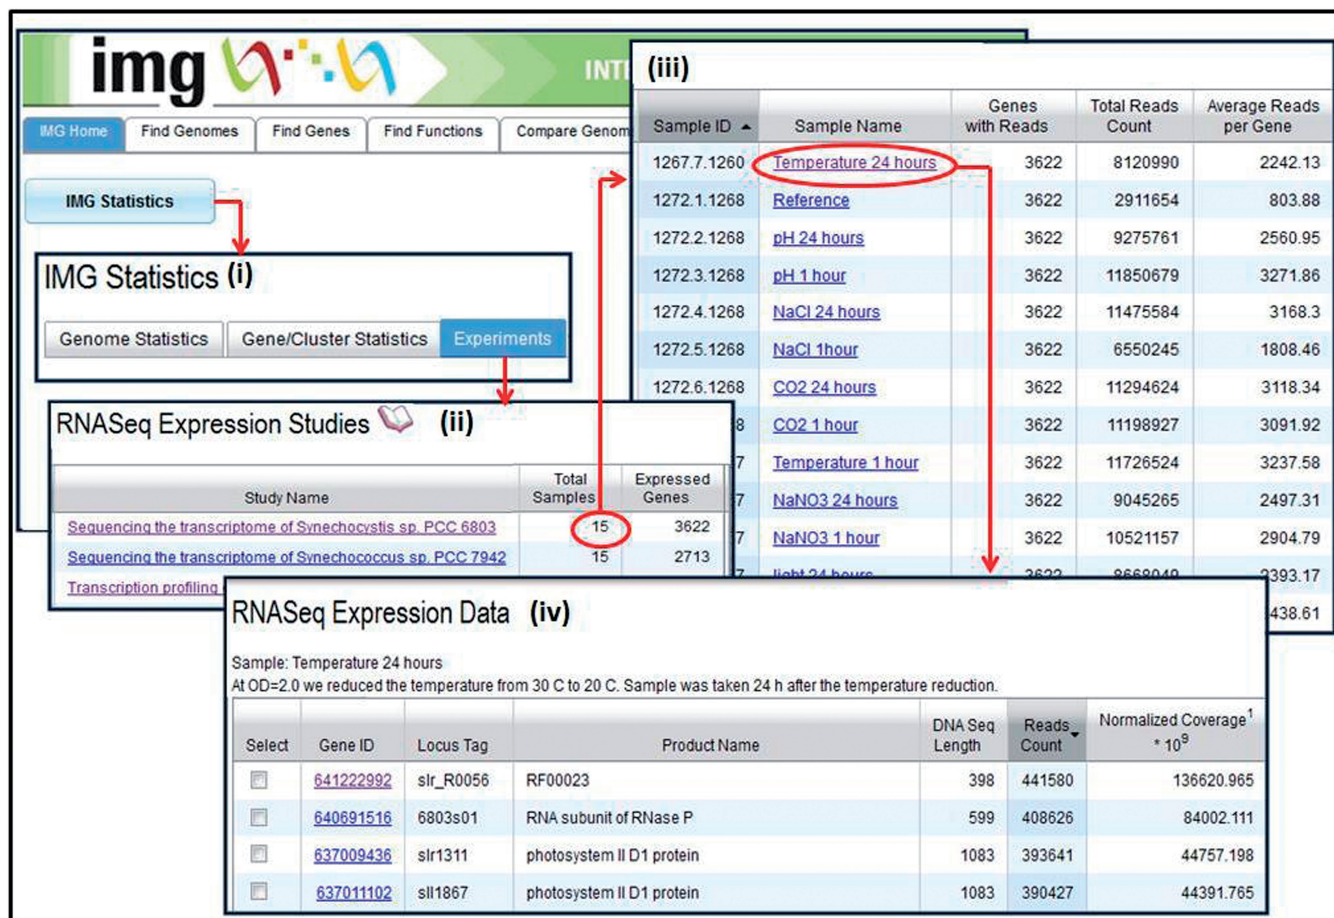 img
INT
IMG Home Find Genomes Find Genes Find Functions Compare Genom
IMG Statistics
IMG Statistics (i)
Genome Statistics Gene/Cluster Statistics Experiments
RNASeq Expression Studies (ii)
Study Name Total Samples Expressed Genes
Sequencing the transcriptome of Synechocystis sp. PCC 6803 15 3622
Sequencing the transcriptome of Synechococcus sp. PCC 7942 15 2713
Transcription profiling
(iii)
Sample ID Sample Name Genes with Reads Total Reads Count Average Reads per Gene
1267.7.1260 Temperature 24 hours 3622 8120990 2242.13
1272.1.1268 Reference 3622 2911654 803.88
1272.2.1268 pH 24 hours 3622 9275761 2560.95
1272.3.1268 pH 1 hour 3622 11850679 3271.86
1272.4.1268 NaCl 24 hours 3622 11475584 3168.3
1272.5.1268 NaCl 1hour 3622 6550245 1808.46
1272.6.1268 CO2 24 hours 3622 11294624 3118.34
8 CO2 1 hour 3622 11198927 3091.92
7 Temperature 1 hour 3622 11726524 3237.58
7 NaNO3 24 hours 3622 9045265 2497.31
7 NaNO3 1 hour 3622 10521157 2904.79
7 light 24 hours 3622 8668049 2393.17
438.61
RNASeq Expression Data (iv)
Sample: Temperature 24 hours
At OD=2.0 we reduced the temperature from 30 C to 20 C. Sample was taken 24 h after the temperature reduction.
Select Gene ID Locus Tag Product Name DNA Seq Length Reads Count Normalized Coverage1 * 109
641222992 slr_R0056 RF00023 398 441580 136620.965
640691516 6803s01 RNA subunit of RNase P 599 408626 84002.111
637009436 slr1311 photosystem II D1 protein 1083 393641 44757.198
637011102 sll1867 photosystem II D1 protein 1083 390427 44391.765